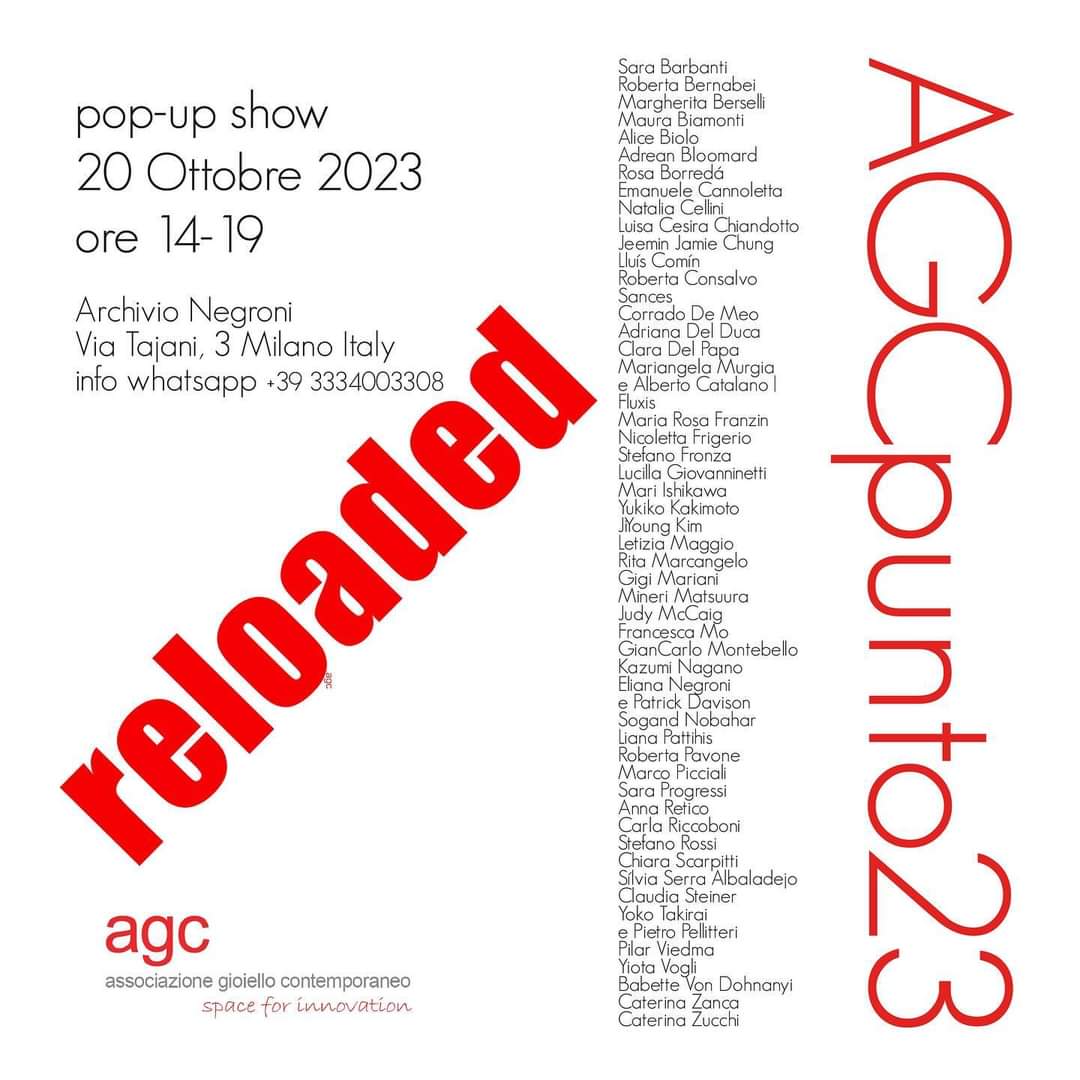 pop-up show
20 Ottobre 2023
ore 14-19
Archivio Negroni
Via Tajani, 3 Milano Italy
info whatsapp +39 3334003308
reloaded
agc
agc
associazione gioiello contemporaneo
space for innovation
Sara Barbanti
Roberta Bernabei
Margherita Berselli
Maura Biamonti
Alice Biolo
Adrean Bloomard
Rosa Borredá
Emanuele Cannoletta
Natalia Cellini
Luisa Cesira Chiandotto
Jeemin Jamie Chung
Lluís Comín
Roberta Consalvo
Sances
Corrado De Meo
Adriana Del Duca
Clara Del Papa
Mariangela Murgia
e Alberto Catalano |
Fluxis
Maria Rosa Franzin
Nicoletta Frigerio
Stefano Fronza
Lucilla Giovanninetti
Mari Ishikawa
Yukiko Kakimoto
JiYoung Kim
Letizia Maggio
Rita Marcangelo
Gigi Mariani
Mineri Matsuura
Judy McCaig
Francesca Mo
GianCarlo Montebello
Kazumi Nagano
Eliana Negroni
e Patrick Davison
Sogand Nobahar
Liana Pattihis
Roberta Pavone
Marco Picciali
Sara Progressi
Anna Retico
Carla Riccoboni
Stefano Rossi
Chiara Scarpitti
Sílvia Serra Albaladejo
Claudia Steiner
Yoko Takirai
e Pietro Pellitteri
Pilar Viedma
Yiota Vogli
Babette Von Dohnanyi
Caterina Zanca
Caterina Zucchi
AGCpunto23